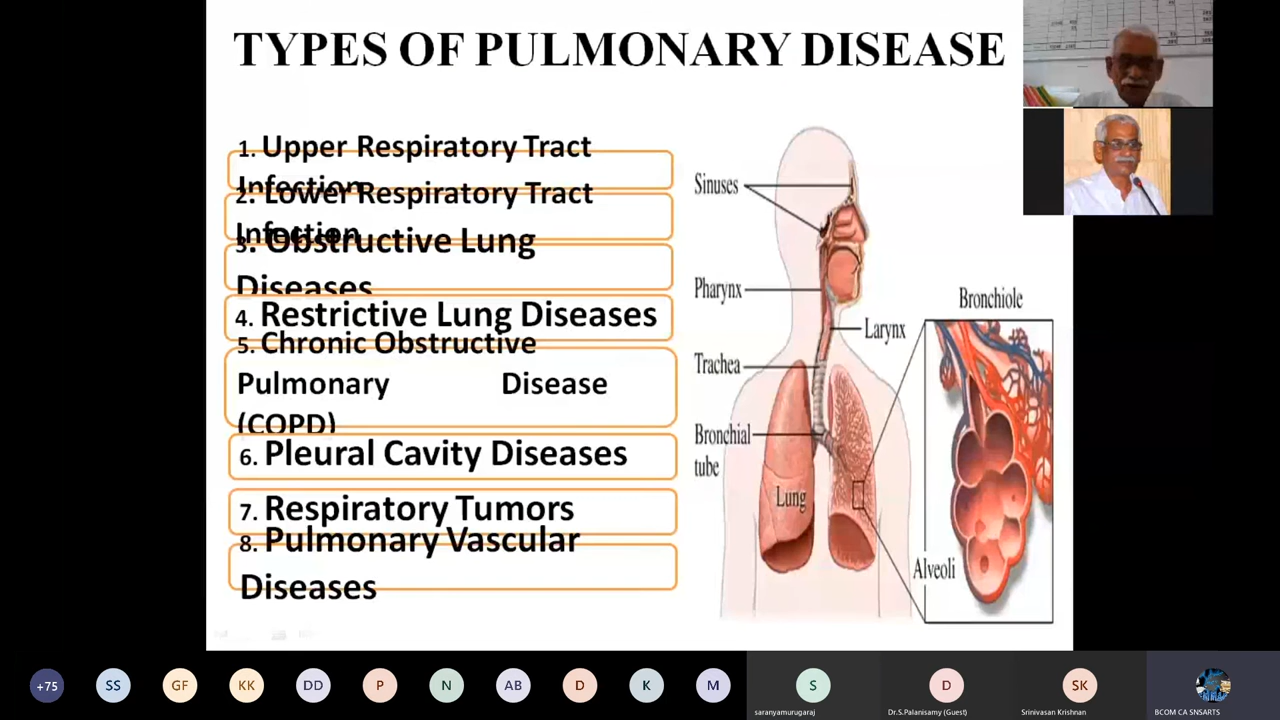 TYPES OF PULMONARY DISEASE
1. Upper Respiratory Tract
Infection
2. Lower Respiratory Tract
Infection
3. Obstructive Lung
Diseases
4. Restrictive Lung Diseases
5. Chronic Obstructive
Pulmonary Disease
(COPD)
6. Pleural Cavity Diseases
7. Respiratory Tumors
8. Pulmonary Vascular
Diseases
Sinuses
Pharynx
Larynx
Trachea
Bronchial
tube
Lung
Bronchiole
Alveoli
+75
SS
GF
KK
DD
P
N
AB
D
K
M
S
D
SK
saranyamurugaraj
Dr.S.Palanisamy (Guest)
Srinivasan Krishnan
BCOM CA SNSARTS